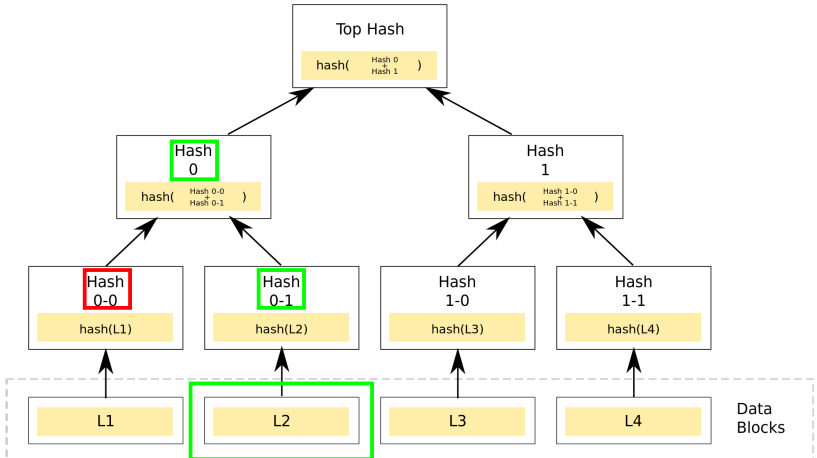 Top Hash
hash( Hash 0 + Hash 1 )
Hash
0
hash( Hash 0-0 + Hash 0-1 )
Hash
1
hash( Hash 1-0 + Hash 1-1 )
Hash
0-0
hash(L1)
Hash
0-1
hash(L2)
Hash
1-0
hash(L3)
Hash
1-1
hash(L4)
L1
L2
L3
L4
Data
Blocks